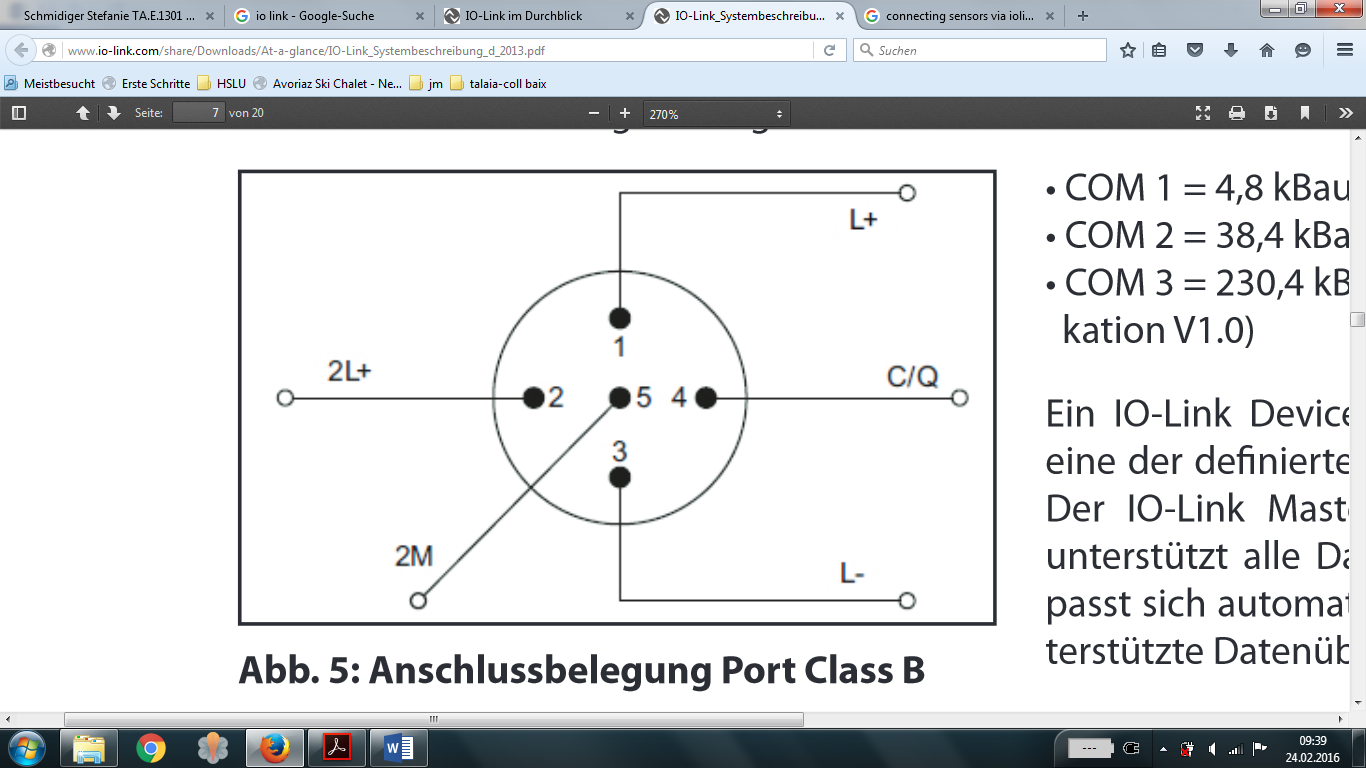 Schmidiger Stefanie TA.E.1301 ...
io link - Google-Suche
IO-Link im Durchblick
IO-Link_Systembeschreibu...
connecting sensors via ioli...
www.io-link.com/share/Downloads/At-a-glance/IO-Link_Systembeschreibung_d_2013.pdf
Suchen
Meistbesucht
Erste Schritte
HSLU
Avoriaz Ski Chalet - Ne...
jm
talaia-coll baix
Seite:
7
von 20
270%
L+
1
2L+
2
5
4
C/Q
3
2M
L-
Abb. 5: Anschlussbelegung Port Class B
• COM 1 = 4,8 kBau
• COM 2 = 38,4 kBa
• COM 3 = 230,4 kB
kation V1.0)
Ein IO-Link Device
eine der definierte
Der IO-Link Maste
unterstützt alle Da
passt sich automat
terstützte Datenüb
09:39
24.02.2016